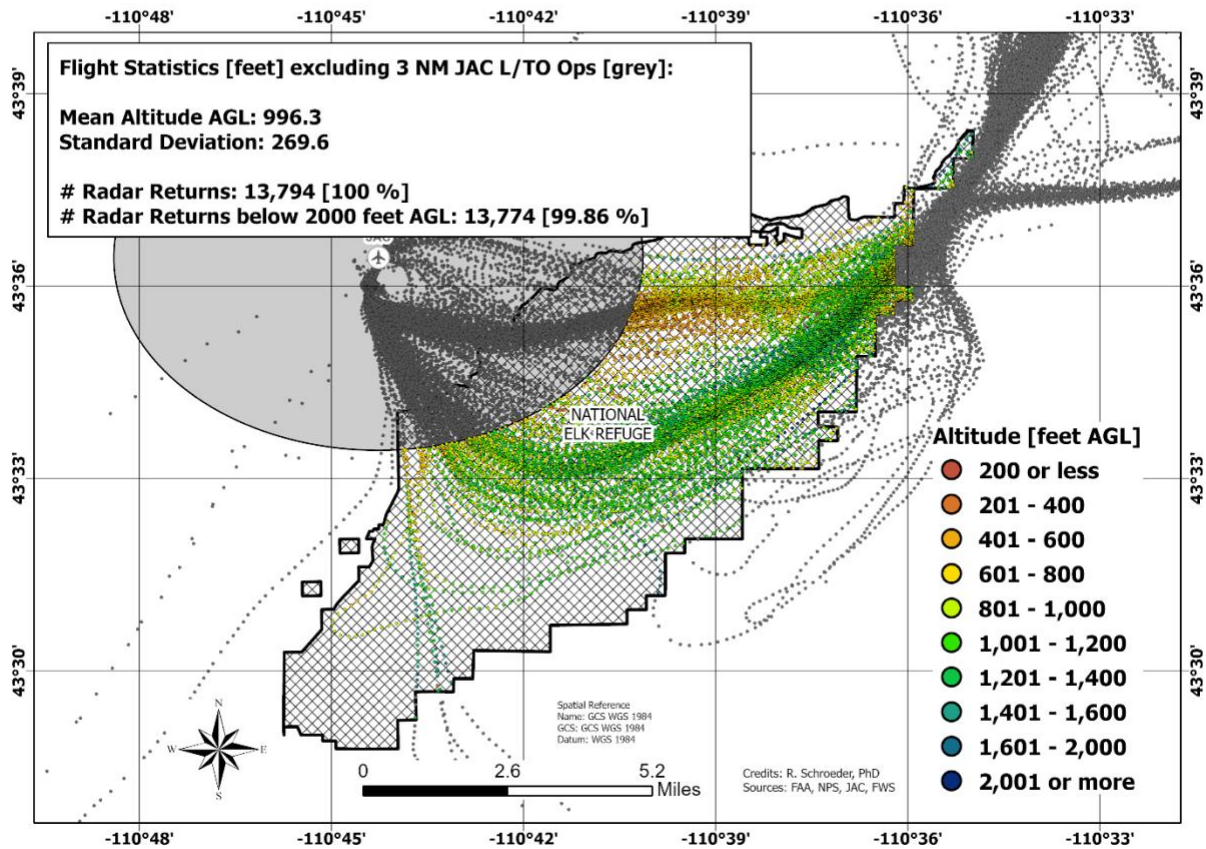 -110°48' -110°45' -110°42' -110°39' -110°36' -110°33'
Flight Statistics [feet] excluding 3 NM JAC L/TO Ops [grey]:
Mean Altitude AGL: 996.3
Standard Deviation: 269.6
# Radar Returns: 13,794 [100 %]
# Radar Returns below 2000 feet AGL: 13,774 [99.86 %]
43°39' 43°39'
JAC
43°36' 43°36'
NATIONAL
ELK REFUGE
43°33' 43°33'
Altitude [feet AGL]
200 or less
201 - 400
401 - 600
601 - 800
801 - 1,000
1,001 - 1,200
1,201 - 1,400
1,401 - 1,600
1,601 - 2,000
2,001 or more
43°30' 43°30'
N
W E
S
Spatial Reference
Name: GCS WGS 1984
GCS: GCS WGS 1984
Datum: WGS 1984
0 2.6 5.2
Miles
Credits: R. Schroeder, PhD
Sources: FAA, NPS, JAC, FWS
-110°48' -110°45' -110°42' -110°39' -110°36' -110°33'